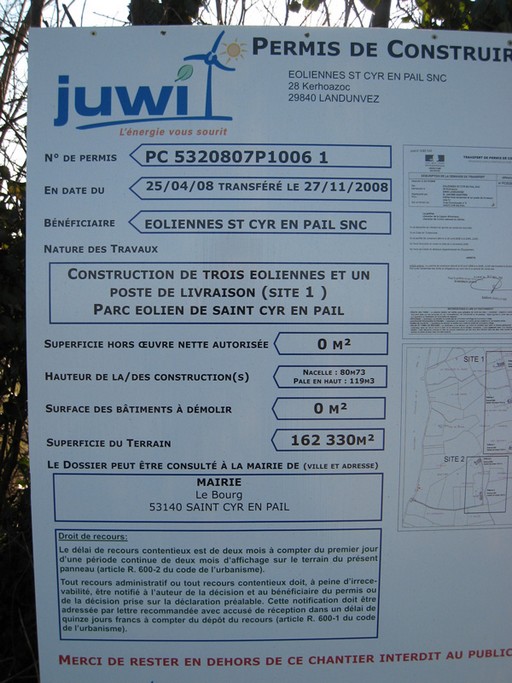 PERMIS DE CONSTRUIR
juwi
L'énergie vous sourit
EOLIENNES ST CYR EN PAIL SNC
28 Kerhoazoc
29840 LANDUNVEZ
N° DE PERMIS PC 5320807P1006 1
EN DATE DU 25/04/08 TRANSFÉRÉ LE 27/11/2008
BÉNÉFICIAIRE EOLIENNES ST CYR EN PAIL SNC
NATURE DES TRAVAUX
CONSTRUCTION DE TROIS EOLIENNES ET UN
POSTE DE LIVRAISON (SITE 1 )
PARC EOLIEN DE SAINT CYR EN PAIL
SUPERFICIE HORS ŒUVRE NETTE AUTORISÉE 0 M²
HAUTEUR DE LA/DES CONSTRUCTION(S) NACELLE : 80M73
PALE EN HAUT : 119M3
SURFACE DES BÂTIMENTS À DÉMOLIR 0 M²
SUPERFICIE DU TERRAIN 162 330M²
LE DOSSIER PEUT ÊTRE CONSULTÉ À LA MAIRIE DE (VILLE ET ADRESSE)
MAIRIE
Le Bourg
53140 SAINT CYR EN PAIL
Droit de recours:
Le délai de recours contentieux est de deux mois à compter du premier jour
d'une période continue de deux mois d'affichage sur le terrain du présent
panneau (article R. 600-2 du code de l'urbanisme).
Tout recours administratif ou tout recours contentieux doit, à peine d'irrece-
vabilité, être notifié à l'auteur de la décision et au bénéficiaire du permis ou
de la décision prise sur la déclaration préalable. Cette notification doit être
adressée par lettre recommandée avec accusé de réception dans un délai de
quinze jours francs à compter du dépôt du recours (article R. 600-1 du code
de l'urbanisme).
MERCI DE RESTER EN DEHORS DE CE CHANTIER INTERDIT AU PUBLIC
SITE 1
SITE 2